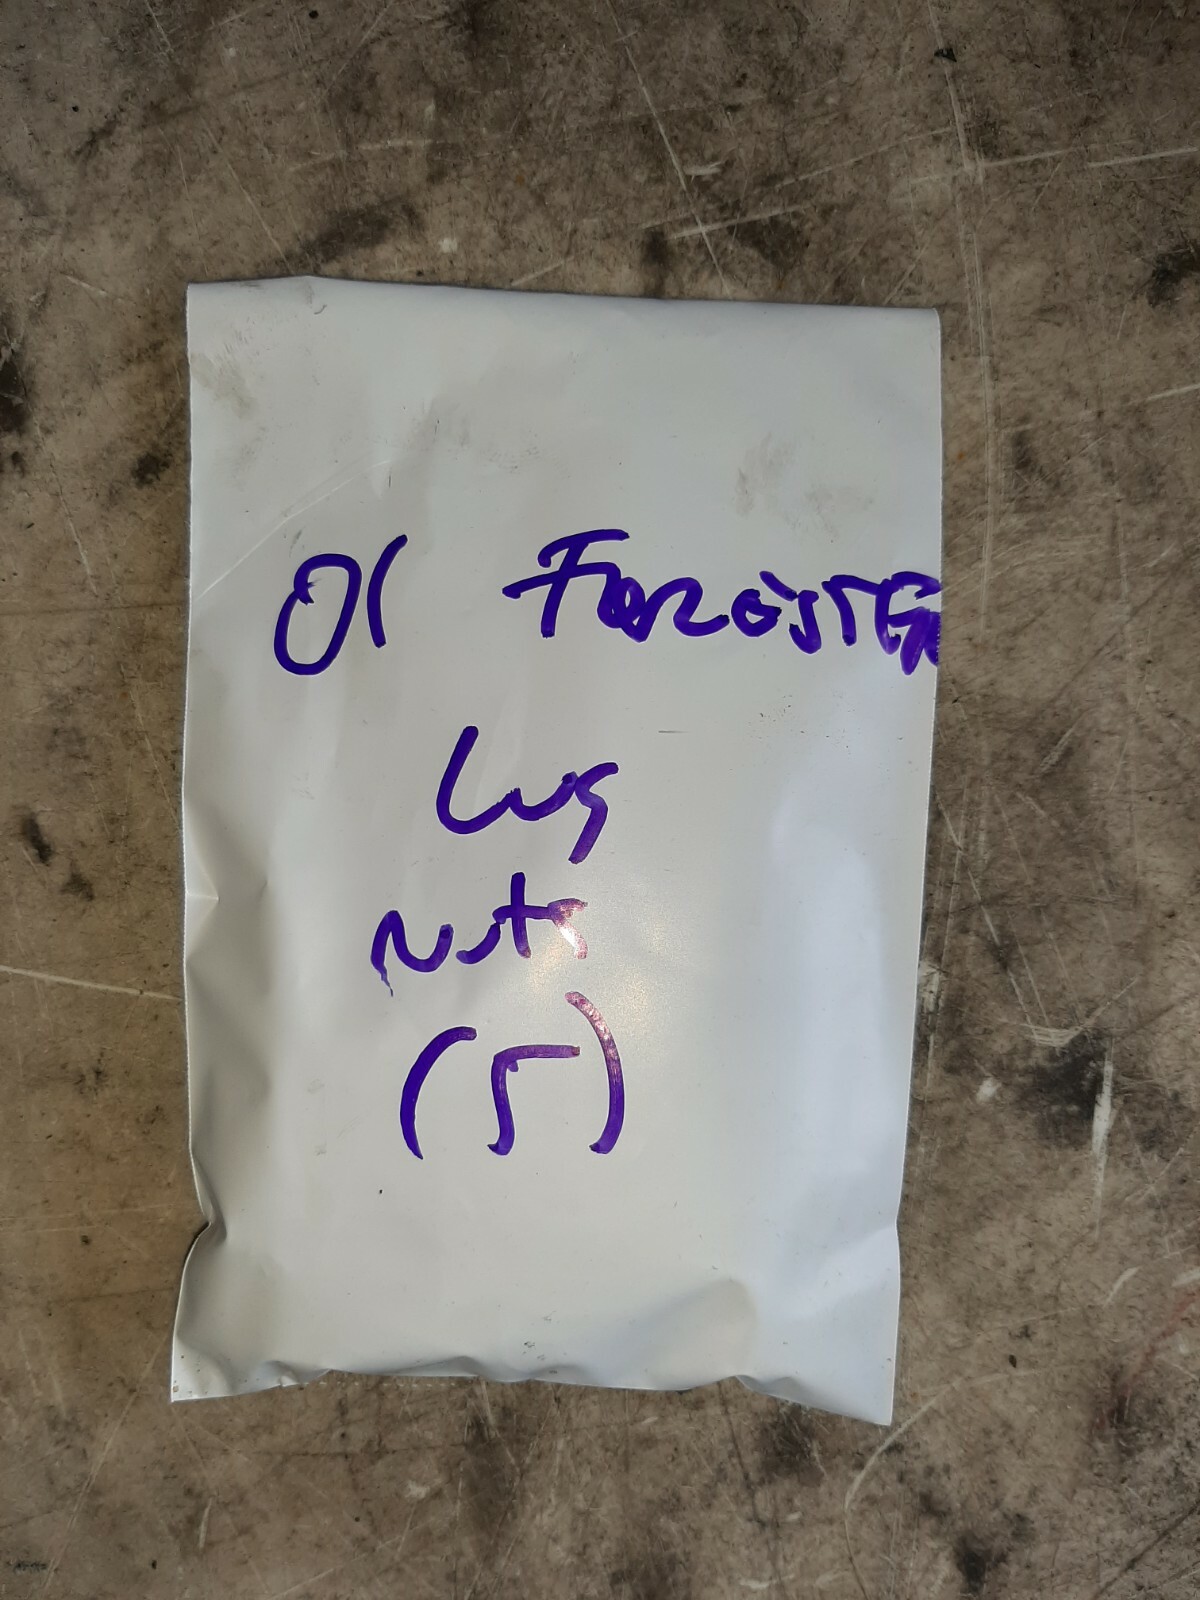 01 FORESTER
Lug
Nuts
(5)